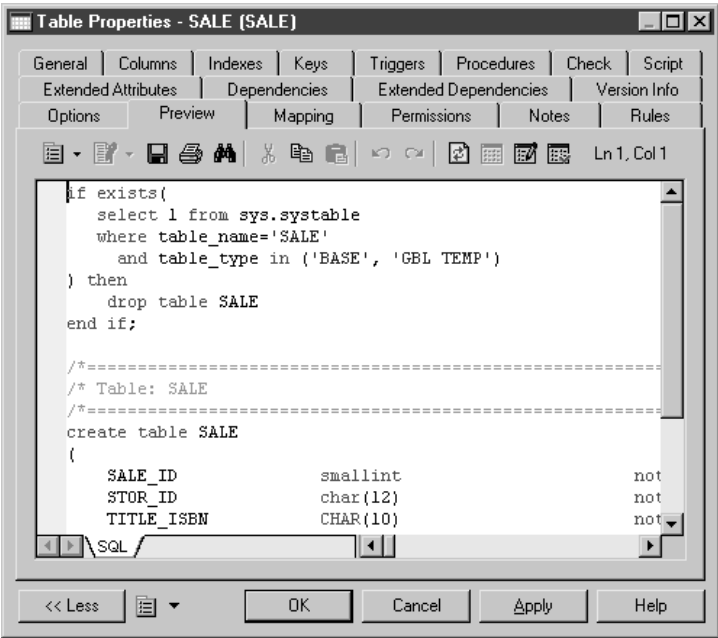 Table Properties - SALE (SALE)
General Columns Indexes Keys Triggers Procedures Check Script
Extended Attributes Dependencies Extended Dependencies Version Info
Options Preview Mapping Permissions Notes Rules
Ln 1, Col 1
if exists(
select 1 from sys.systable
where table_name='SALE'
and table_type in ('BASE', 'GBL TEMP')
) then
drop table SALE
end if;
/*========================================================
/* Table: SALE
/*========================================================
create table SALE
(
SALE_ID smallint not
STOR_ID char(12) not
TITLE_ISBN CHAR(10) not
SQL
<< Less OK Cancel Apply Help